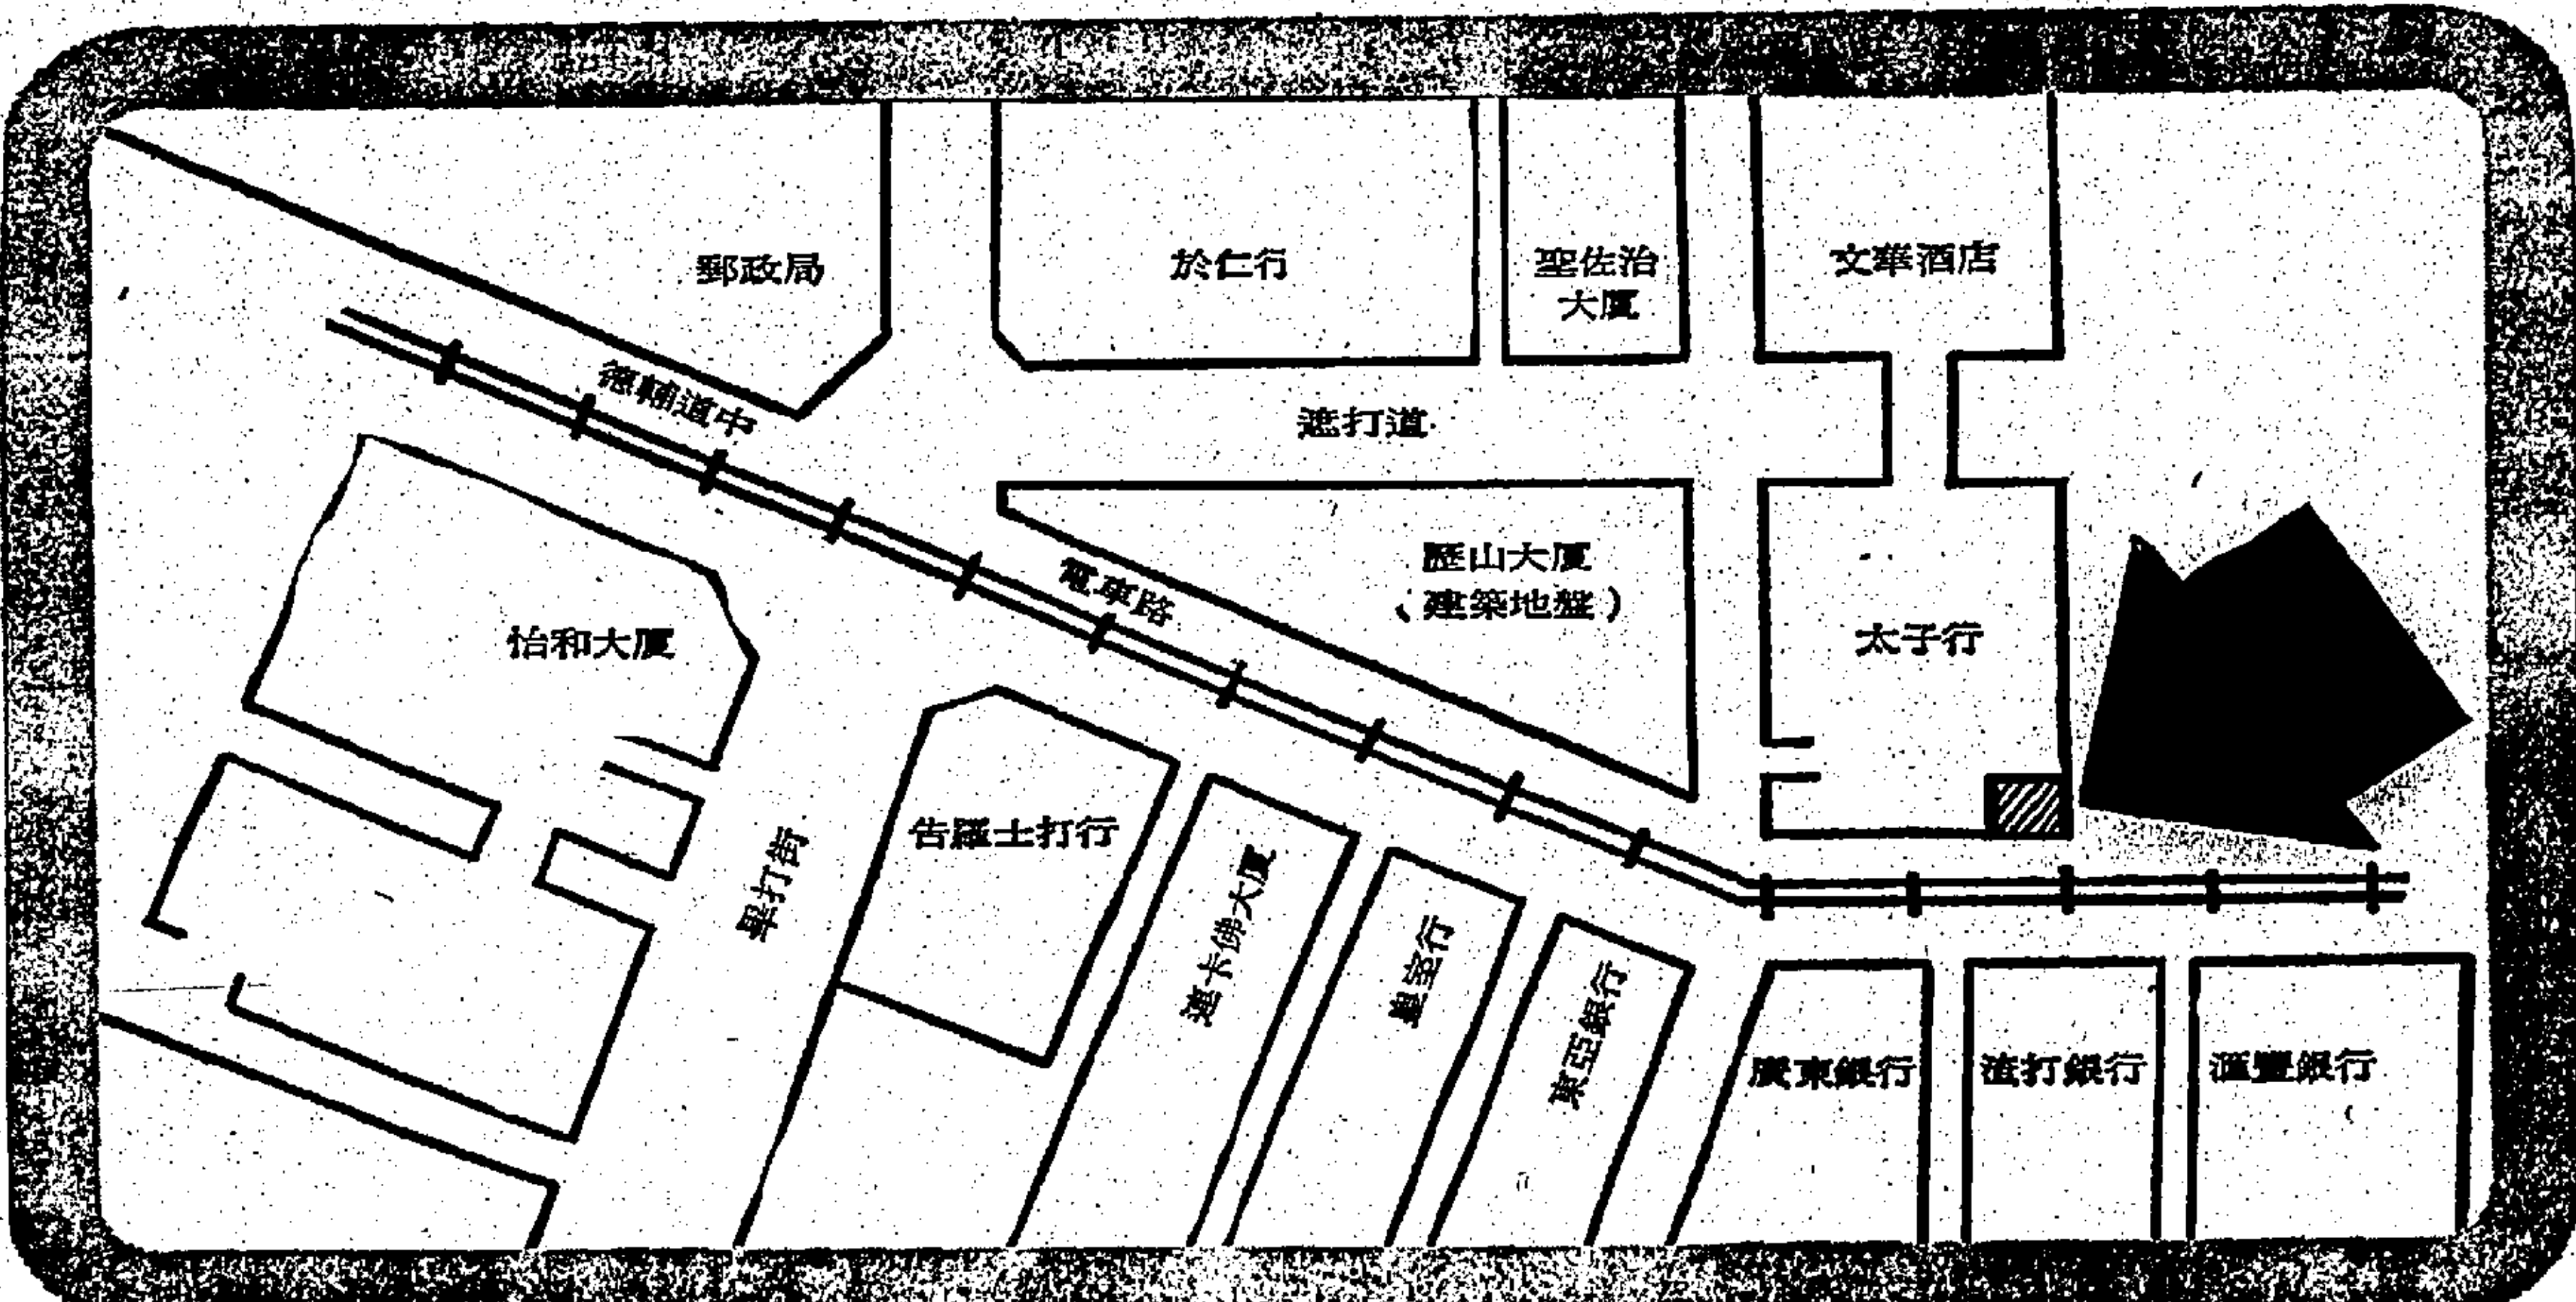 郵政局
於仁行
聖佐治
大厦
文華酒店
德輔道中
遮打道
電車路
歷山大厦
(建築地盤)
太子行
怡和大厦
告羅士打行
畢打街
連卡佛大厦
皇室行
東亞銀行
廣東銀行
渣打銀行
滙豐銀行